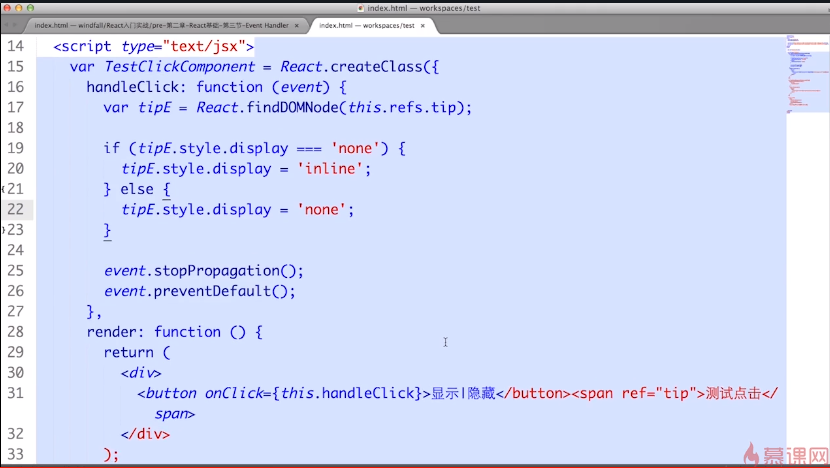 index.html — workspaces/test
index.html — windfall/React入门实战/pre-第二章-React基础-第三节-Event Handler × index.html — workspaces/test ×
14 <script type="text/jsx">
15 var TestClickComponent = React.createClass({
16 handleClick: function (event) {
17 var tipE = React.findDOMNode(this.refs.tip);
18
19 if (tipE.style.display === 'none') {
20 tipE.style.display = 'inline';
21 } else {
22 tipE.style.display = 'none';
23 }
24
25 event.stopPropagation();
26 event.preventDefault();
27 },
28 render: function () {
29 return (
30 <div>
31 <button onClick={this.handleClick}>显示|隐藏</button><span ref="tip">测试点击</
span>
32 </div>
33 );
慕课网